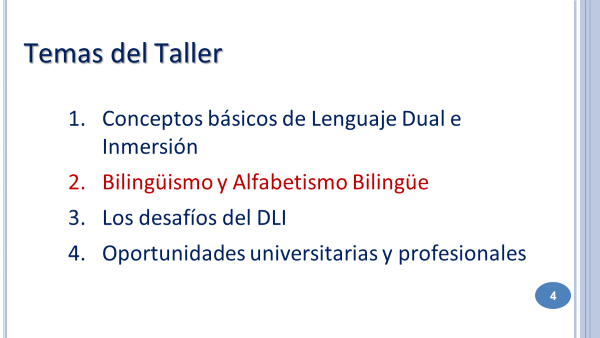 Temas del Taller
1. Conceptos básicos de Lenguaje Dual e
Inmersión
2. Bilingüismo y Alfabetismo Bilingüe
3. Los desafíos del DLI
4. Oportunidades universitarias y profesionales
4